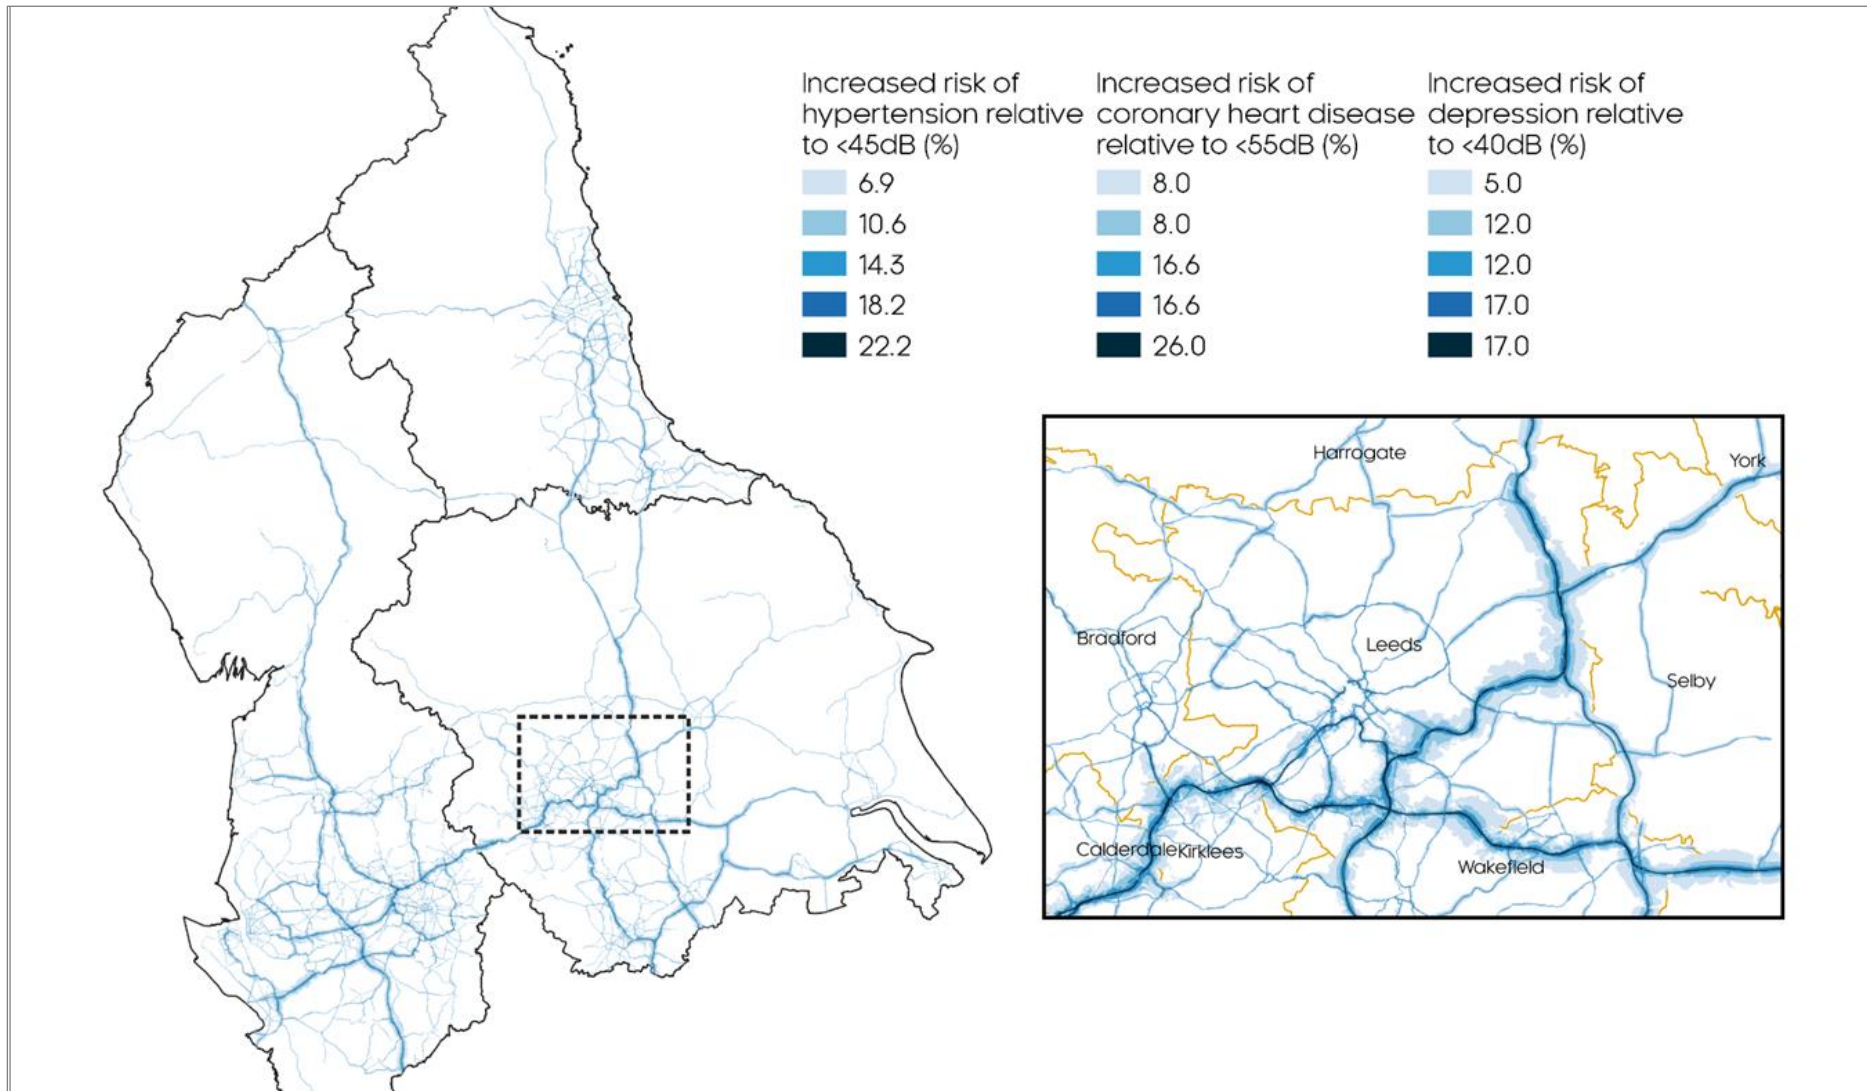 Increased risk of
hypertension relative
to <45dB (%)
6.9
10.6
14.3
18.2
22.2
Increased risk of
coronary heart disease
relative to <55dB (%)
8.0
8.0
16.6
16.6
26.0
Increased risk of
depression relative
to <40dB (%)
5.0
12.0
12.0
17.0
17.0
Harrogate
York
Bradford
Leeds
Selby
Calderdale
Kirklees
Wakefield